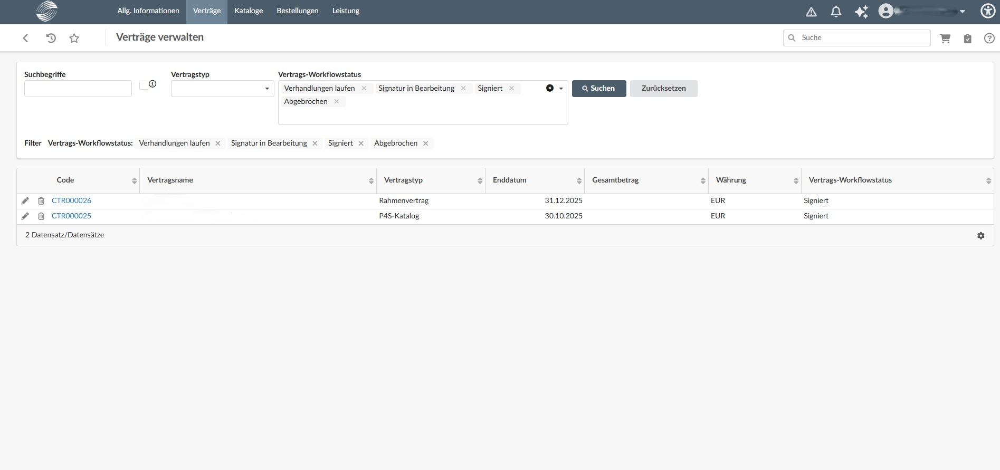 Allg. Informationen Verträge Kataloge Bestellungen Leistung
Verträge verwalten Suche
Suchbegriffe Vertragstyp Vertrags-Workflowstatus
Verhandlungen laufen Signatur in Bearbeitung Signiert Suchen Zurücksetzen
Abgebrochen
Filter Vertrags-Workflowstatus: Verhandlungen laufen Signatur in Bearbeitung Signiert Abgebrochen
Code Vertragsname Vertragstyp Enddatum Gesamtbetrag Währung Vertrags-Workflowstatus
CTR000026 Rahmenvertrag 31.12.2025 EUR Signiert
CTR000025 P4S-Katalog 30.10.2025 EUR Signiert
2 Datensatz/Datensätze